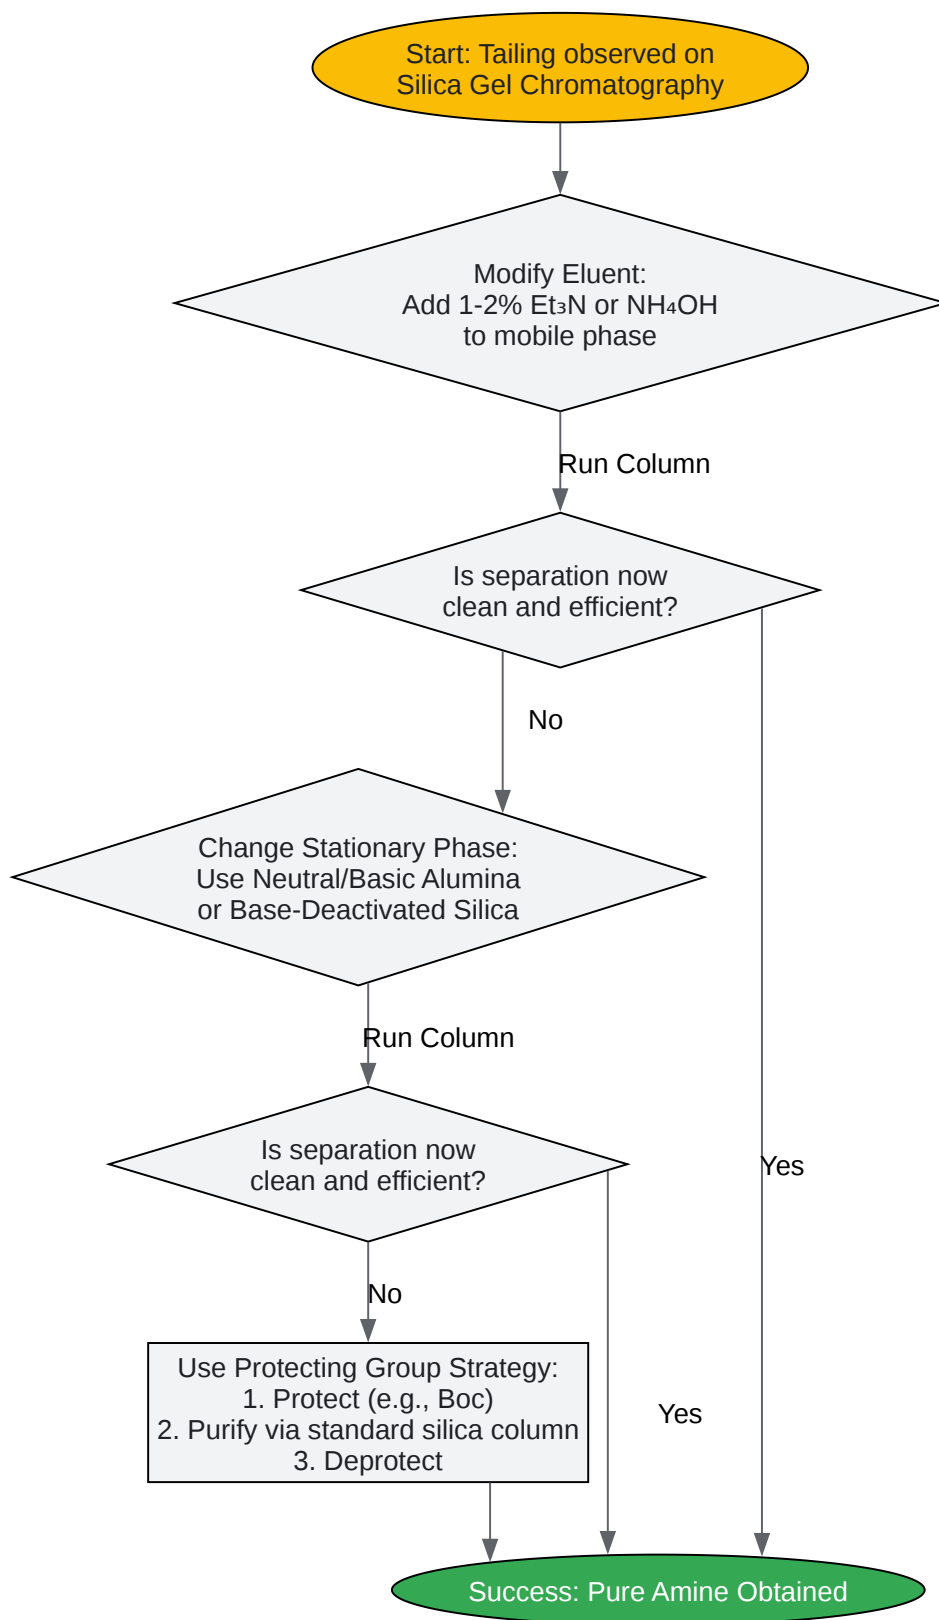 Start: Tailing observed on
Silica Gel Chromatography
Modify Eluent:
Add 1-2% Et₃N or NH₄OH
to mobile phase
Run Column
Is separation now
clean and efficient?
No
Change Stationary Phase:
Use Neutral/Basic Alumina
or Base-Deactivated Silica
Run Column
Is separation now
clean and efficient?
Yes
No
Use Protecting Group Strategy:
1. Protect (e.g., Boc)
2. Purify via standard silica column
3. Deprotect
Yes
Success: Pure Amine Obtained